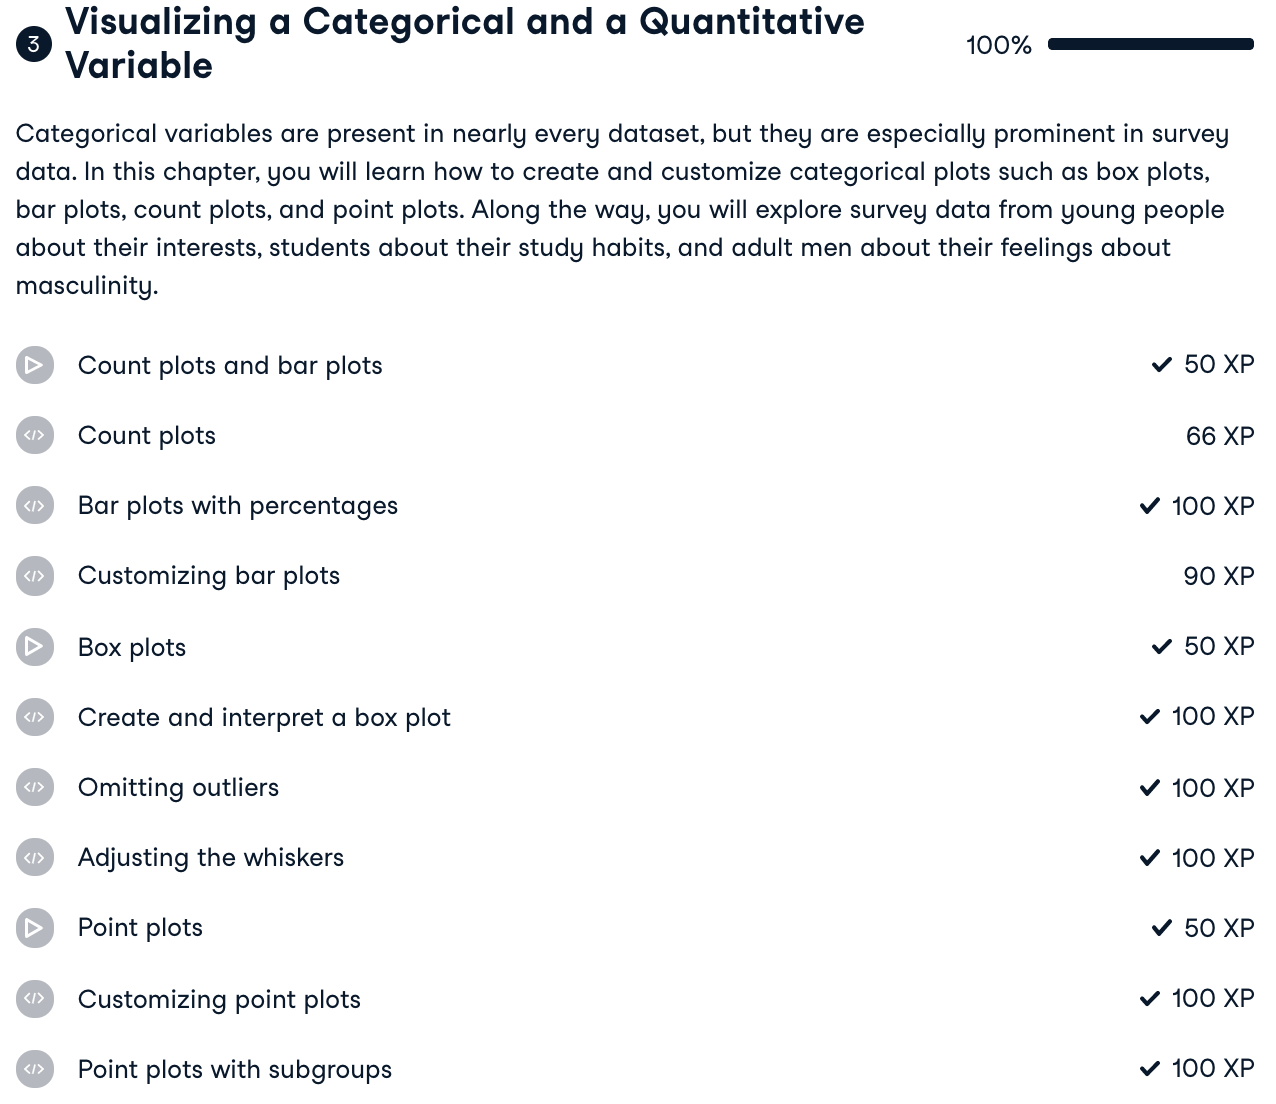 3
Visualizing a Categorical and a Quantitative
Variable
100%
Categorical variables are present in nearly every dataset, but they are especially prominent in survey
data. In this chapter, you will learn how to create and customize categorical plots such as box plots,
bar plots, count plots, and point plots. Along the way, you will explore survey data from young people
about their interests, students about their study habits, and adult men about their feelings about
masculinity.
Count plots and bar plots ✔ 50 XP
</> Count plots 66 XP
</> Bar plots with percentages ✔ 100 XP
</> Customizing bar plots 90 XP
Box plots ✔ 50 XP
</> Create and interpret a box plot ✔ 100 XP
</> Omitting outliers ✔ 100 XP
</> Adjusting the whiskers ✔ 100 XP
Point plots ✔ 50 XP
</> Customizing point plots ✔ 100 XP
</> Point plots with subgroups ✔ 100 XP